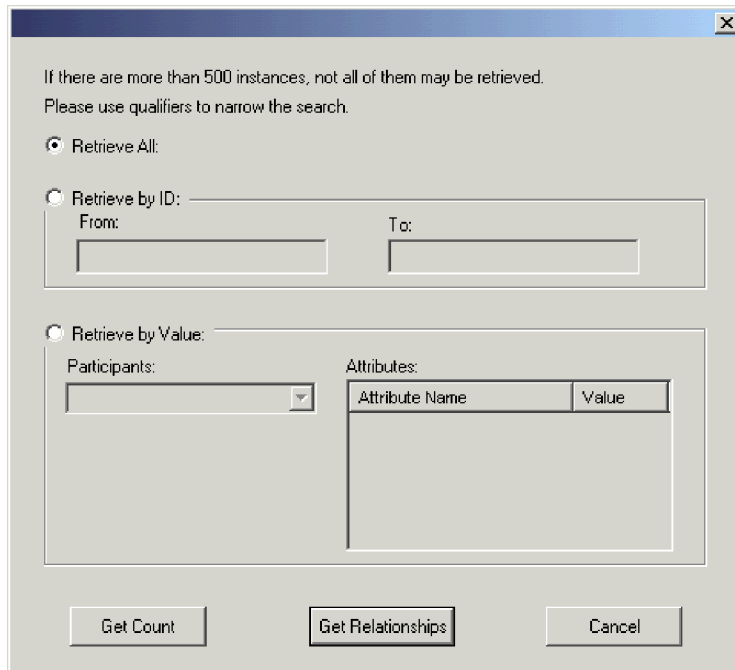 If there are more than 500 instances, not all of them may be retrieved.
Please use qualifiers to narrow the search.
Retrieve All:
Retrieve by ID:
From:
To:
Retrieve by Value:
Participants:
Attributes:
Attribute Name
Value
Get Count
Get Relationships
Cancel